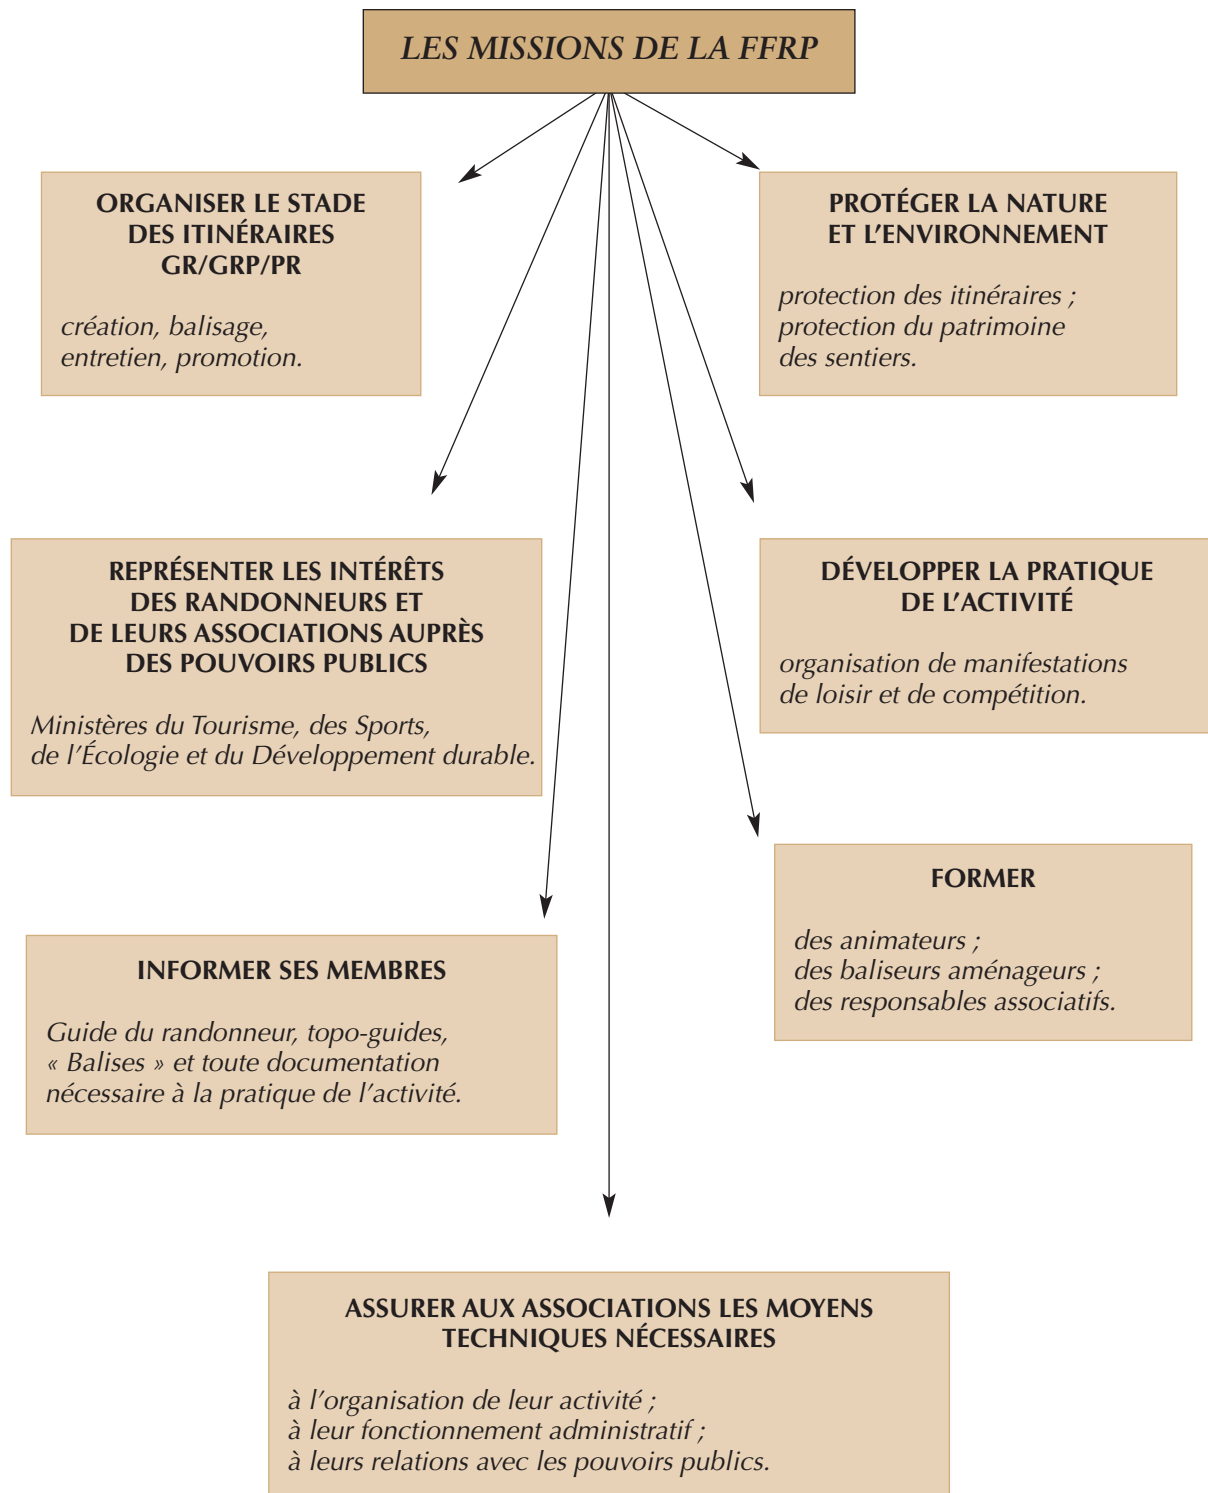 LES MISSIONS DE LA FFRP
ORGANISER LE STADE
DES ITINÉRAIRES
GR/GRP/PR
création, balisage,
entretien, promotion.
PROTÉGER LA NATURE
ET L’ENVIRONNEMENT
protection des itinéraires ;
protection du patrimoine
des sentiers.
REPRÉSENTER LES INTÉRÊTS
DES RANDONNEURS ET
DE LEURS ASSOCIATIONS AUPRÈS
DES POUVOIRS PUBLICS
Ministères du Tourisme, des Sports,
de l’Écologie et du Développement durable.
DÉVELOPPER LA PRATIQUE
DE L’ACTIVITÉ
organisation de manifestations
de loisir et de compétition.
FORMER
des animateurs ;
des baliseurs aménageurs ;
des responsables associatifs.
INFORMER SES MEMBRES
Guide du randonneur, topo-guides,
« Balises » et toute documentation
nécessaire à la pratique de l’activité.
ASSURER AUX ASSOCIATIONS LES MOYENS
TECHNIQUES NÉCESSAIRES
à l’organisation de leur activité ;
à leur fonctionnement administratif ;
à leurs relations avec les pouvoirs publics.